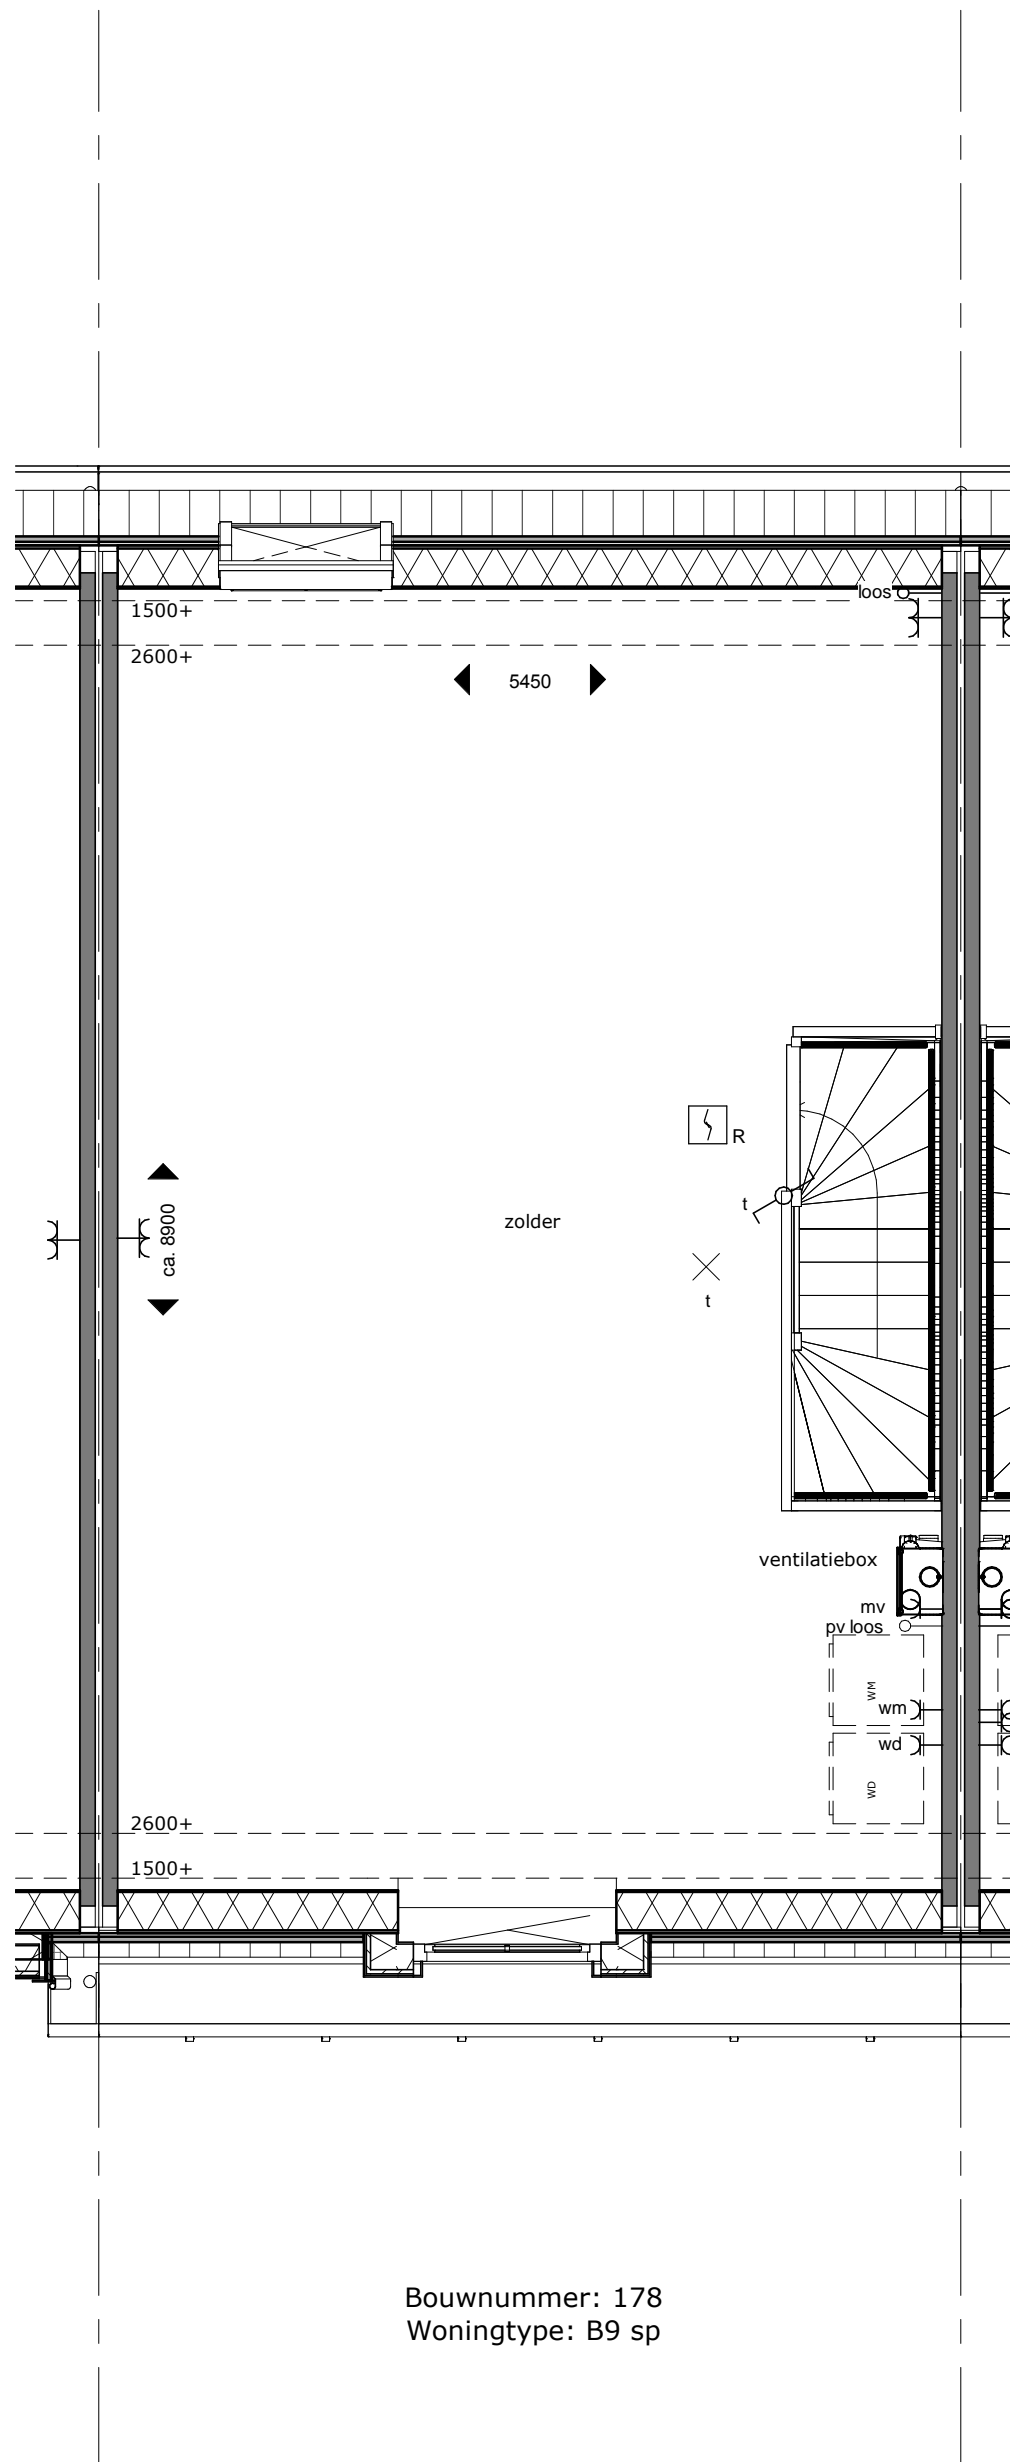 loos
1500+
2600+
5450
R
t
ca. 8900
zolder
t
ventilatiebox
mv
pv loos
WM
wm
wd
WD
2600+
1500+
Bouwnummer: 178
Woningtype: B9 sp